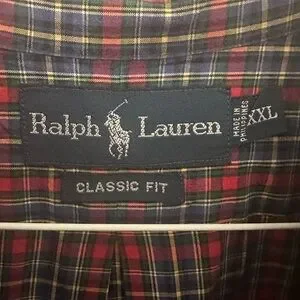 Ralph Lauren
MADE IN
PHILIPPINES
XXL
CLASSIC FIT